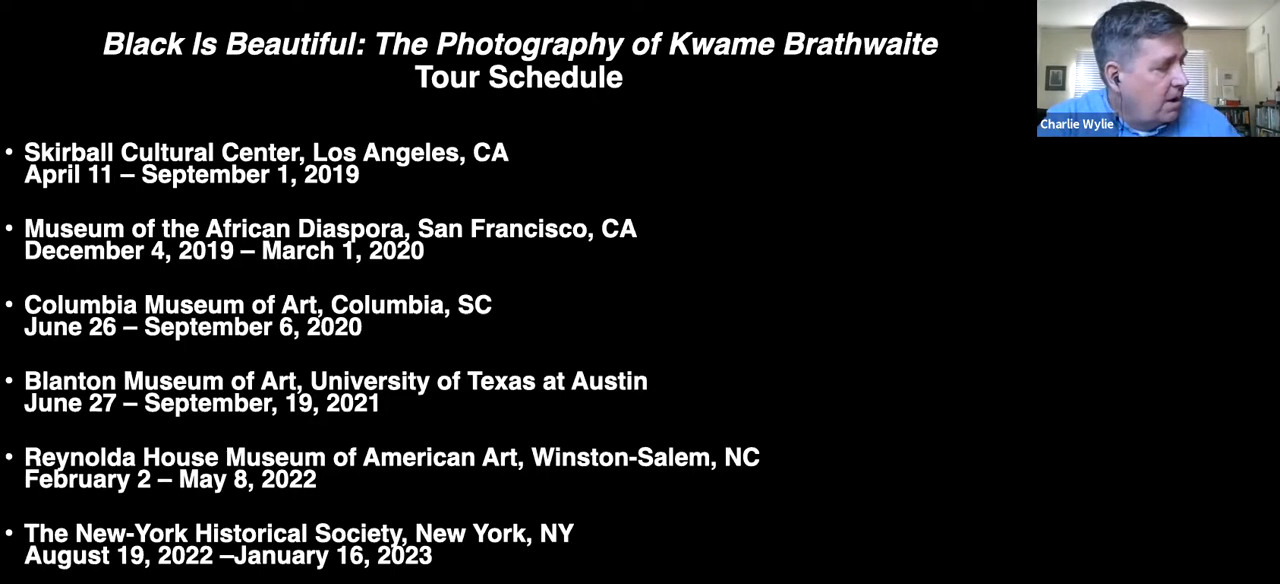 Black Is Beautiful: The Photography of Kwame Brathwaite
Tour Schedule
Charlie Wylie
• Skirball Cultural Center, Los Angeles, CA
April 11 – September 1, 2019
• Museum of the African Diaspora, San Francisco, CA
December 4, 2019 – March 1, 2020
• Columbia Museum of Art, Columbia, SC
June 26 – September 6, 2020
• Blanton Museum of Art, University of Texas at Austin
June 27 – September, 19, 2021
• Reynolda House Museum of American Art, Winston-Salem, NC
February 2 – May 8, 2022
• The New-York Historical Society, New York, NY
August 19, 2022 –January 16, 2023